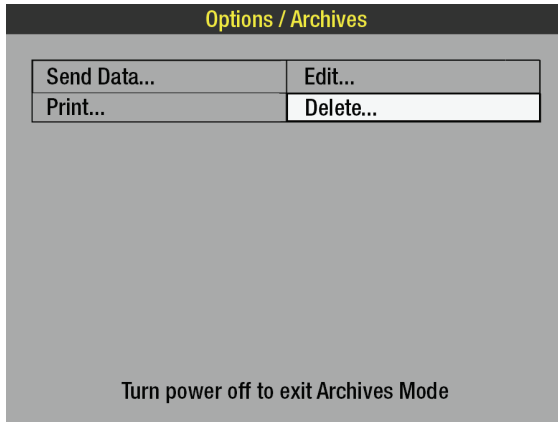 Options / Archives
Send Data... Edit...
Print... Delete...
Turn power off to exit Archives Mode